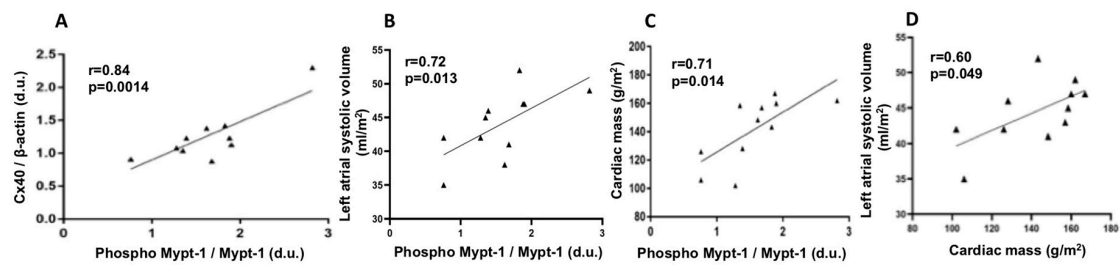 A
Cx40 / β-actin (d.u.)
2.5
2.0
1.5
1.0
0.5
0.0
r=0.84
p=0.0014
0
1
2
3
Phospho Mypt-1 / Mypt-1 (d.u.)
B
Left atrial systolic volume
(ml/m²)
55
50
45
40
35
30
r=0.72
p=0.013
0
1
2
3
Phospho Mypt-1 / Mypt-1 (d.u.)
C
Cardiac mass (g/m²)
200
180
160
140
120
100
80
r=0.71
p=0.014
0
1
2
3
Phospho Mypt-1 / Mypt-1 (d.u.)
D
Left atrial systolic volume
(ml/m²)
55
50
45
40
35
30
r=0.60
p=0.049
80
100
120
140
160
180
Cardiac mass (g/m²)